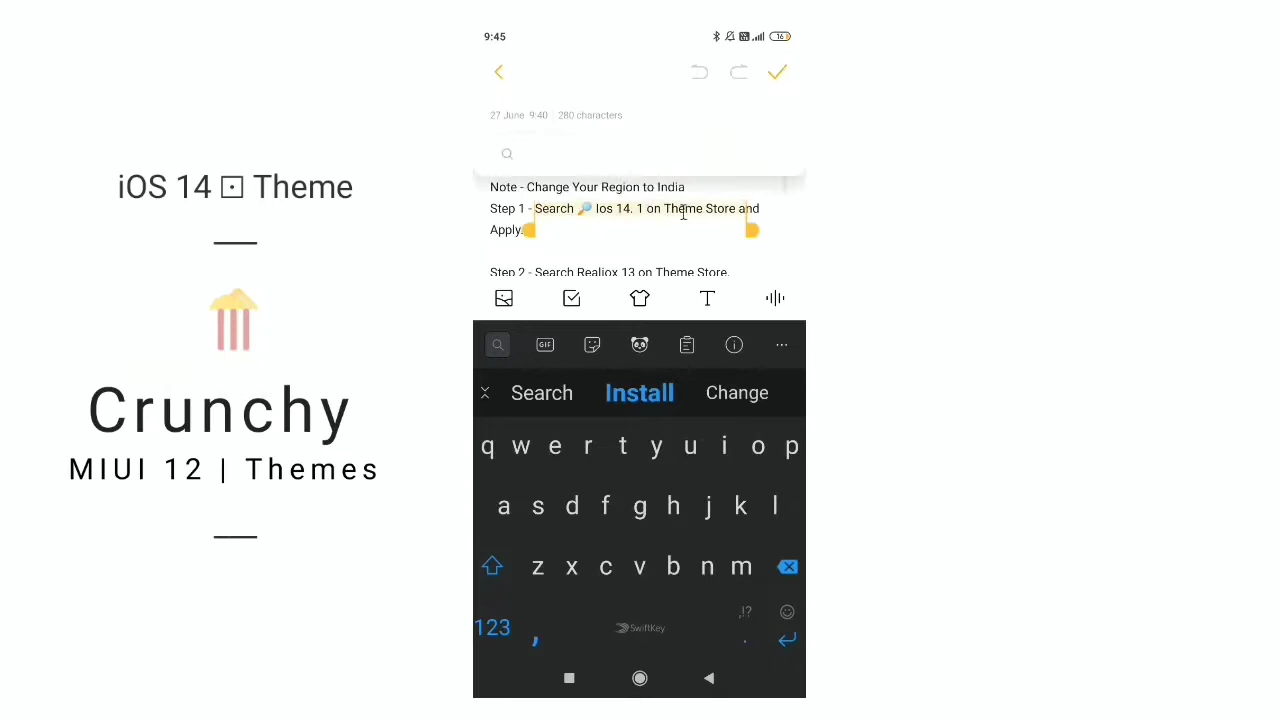 iOS 14 ⊡ Theme
Crunchy
MIUI 12 | Themes
9:45
16
27 June 9:40 | 280 characters
Note - Change Your Region to India
Step 1 - Search 🔎 Ios 14. 1 on Theme Store and
Apply.
Step 2 - Search Realiox 13 on Theme Store.
T
GIF
Search Install Change
q w e r t y u i o p
a s d f g h j k l
z x c v b n m
,!?
123 , SwiftKey .